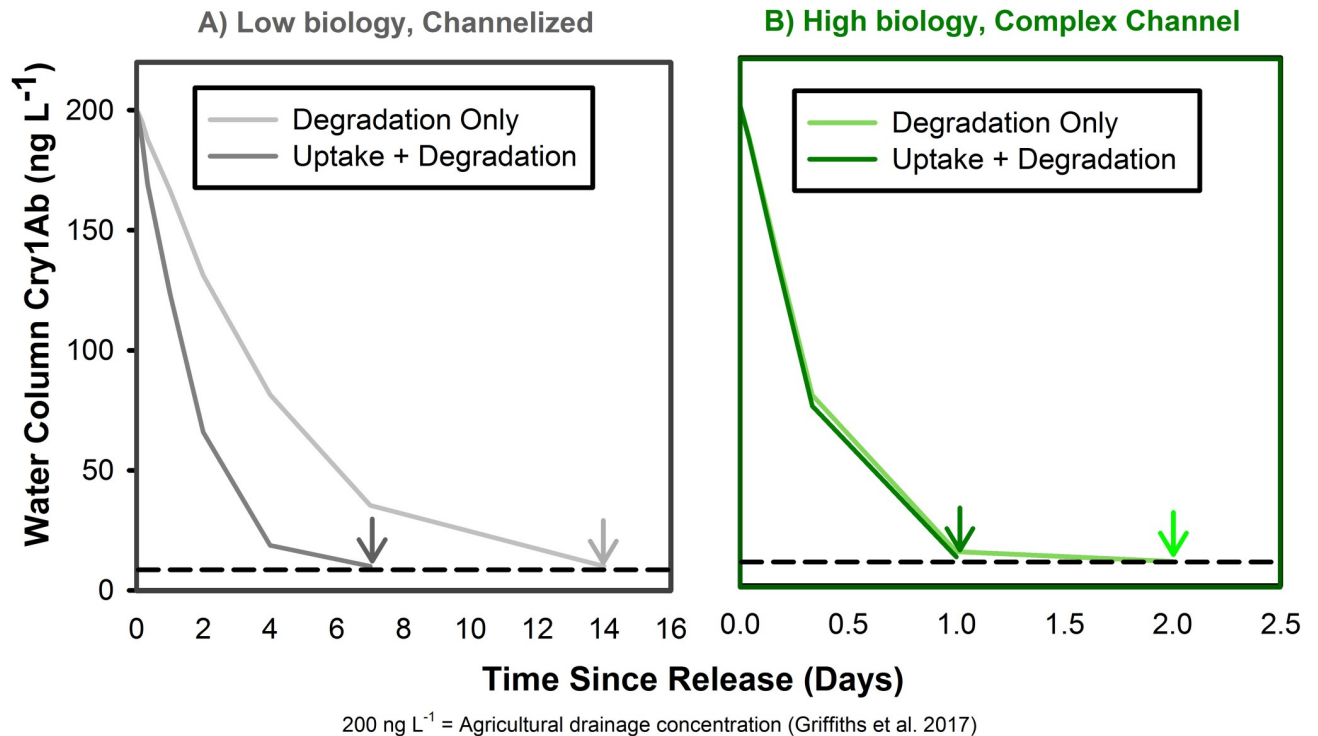 A) Low biology, Channelized
B) High biology, Complex Channel
Water Column Cry1Ab (ng L⁻¹)
200
150
100
50
0
Degradation Only
Uptake + Degradation
0 2 4 6 8 10 12 14 16
Degradation Only
Uptake + Degradation
0.0 0.5 1.0 1.5 2.0 2.5
Time Since Release (Days)
200 ng L⁻¹ = Agricultural drainage concentration (Griffiths et al. 2017)